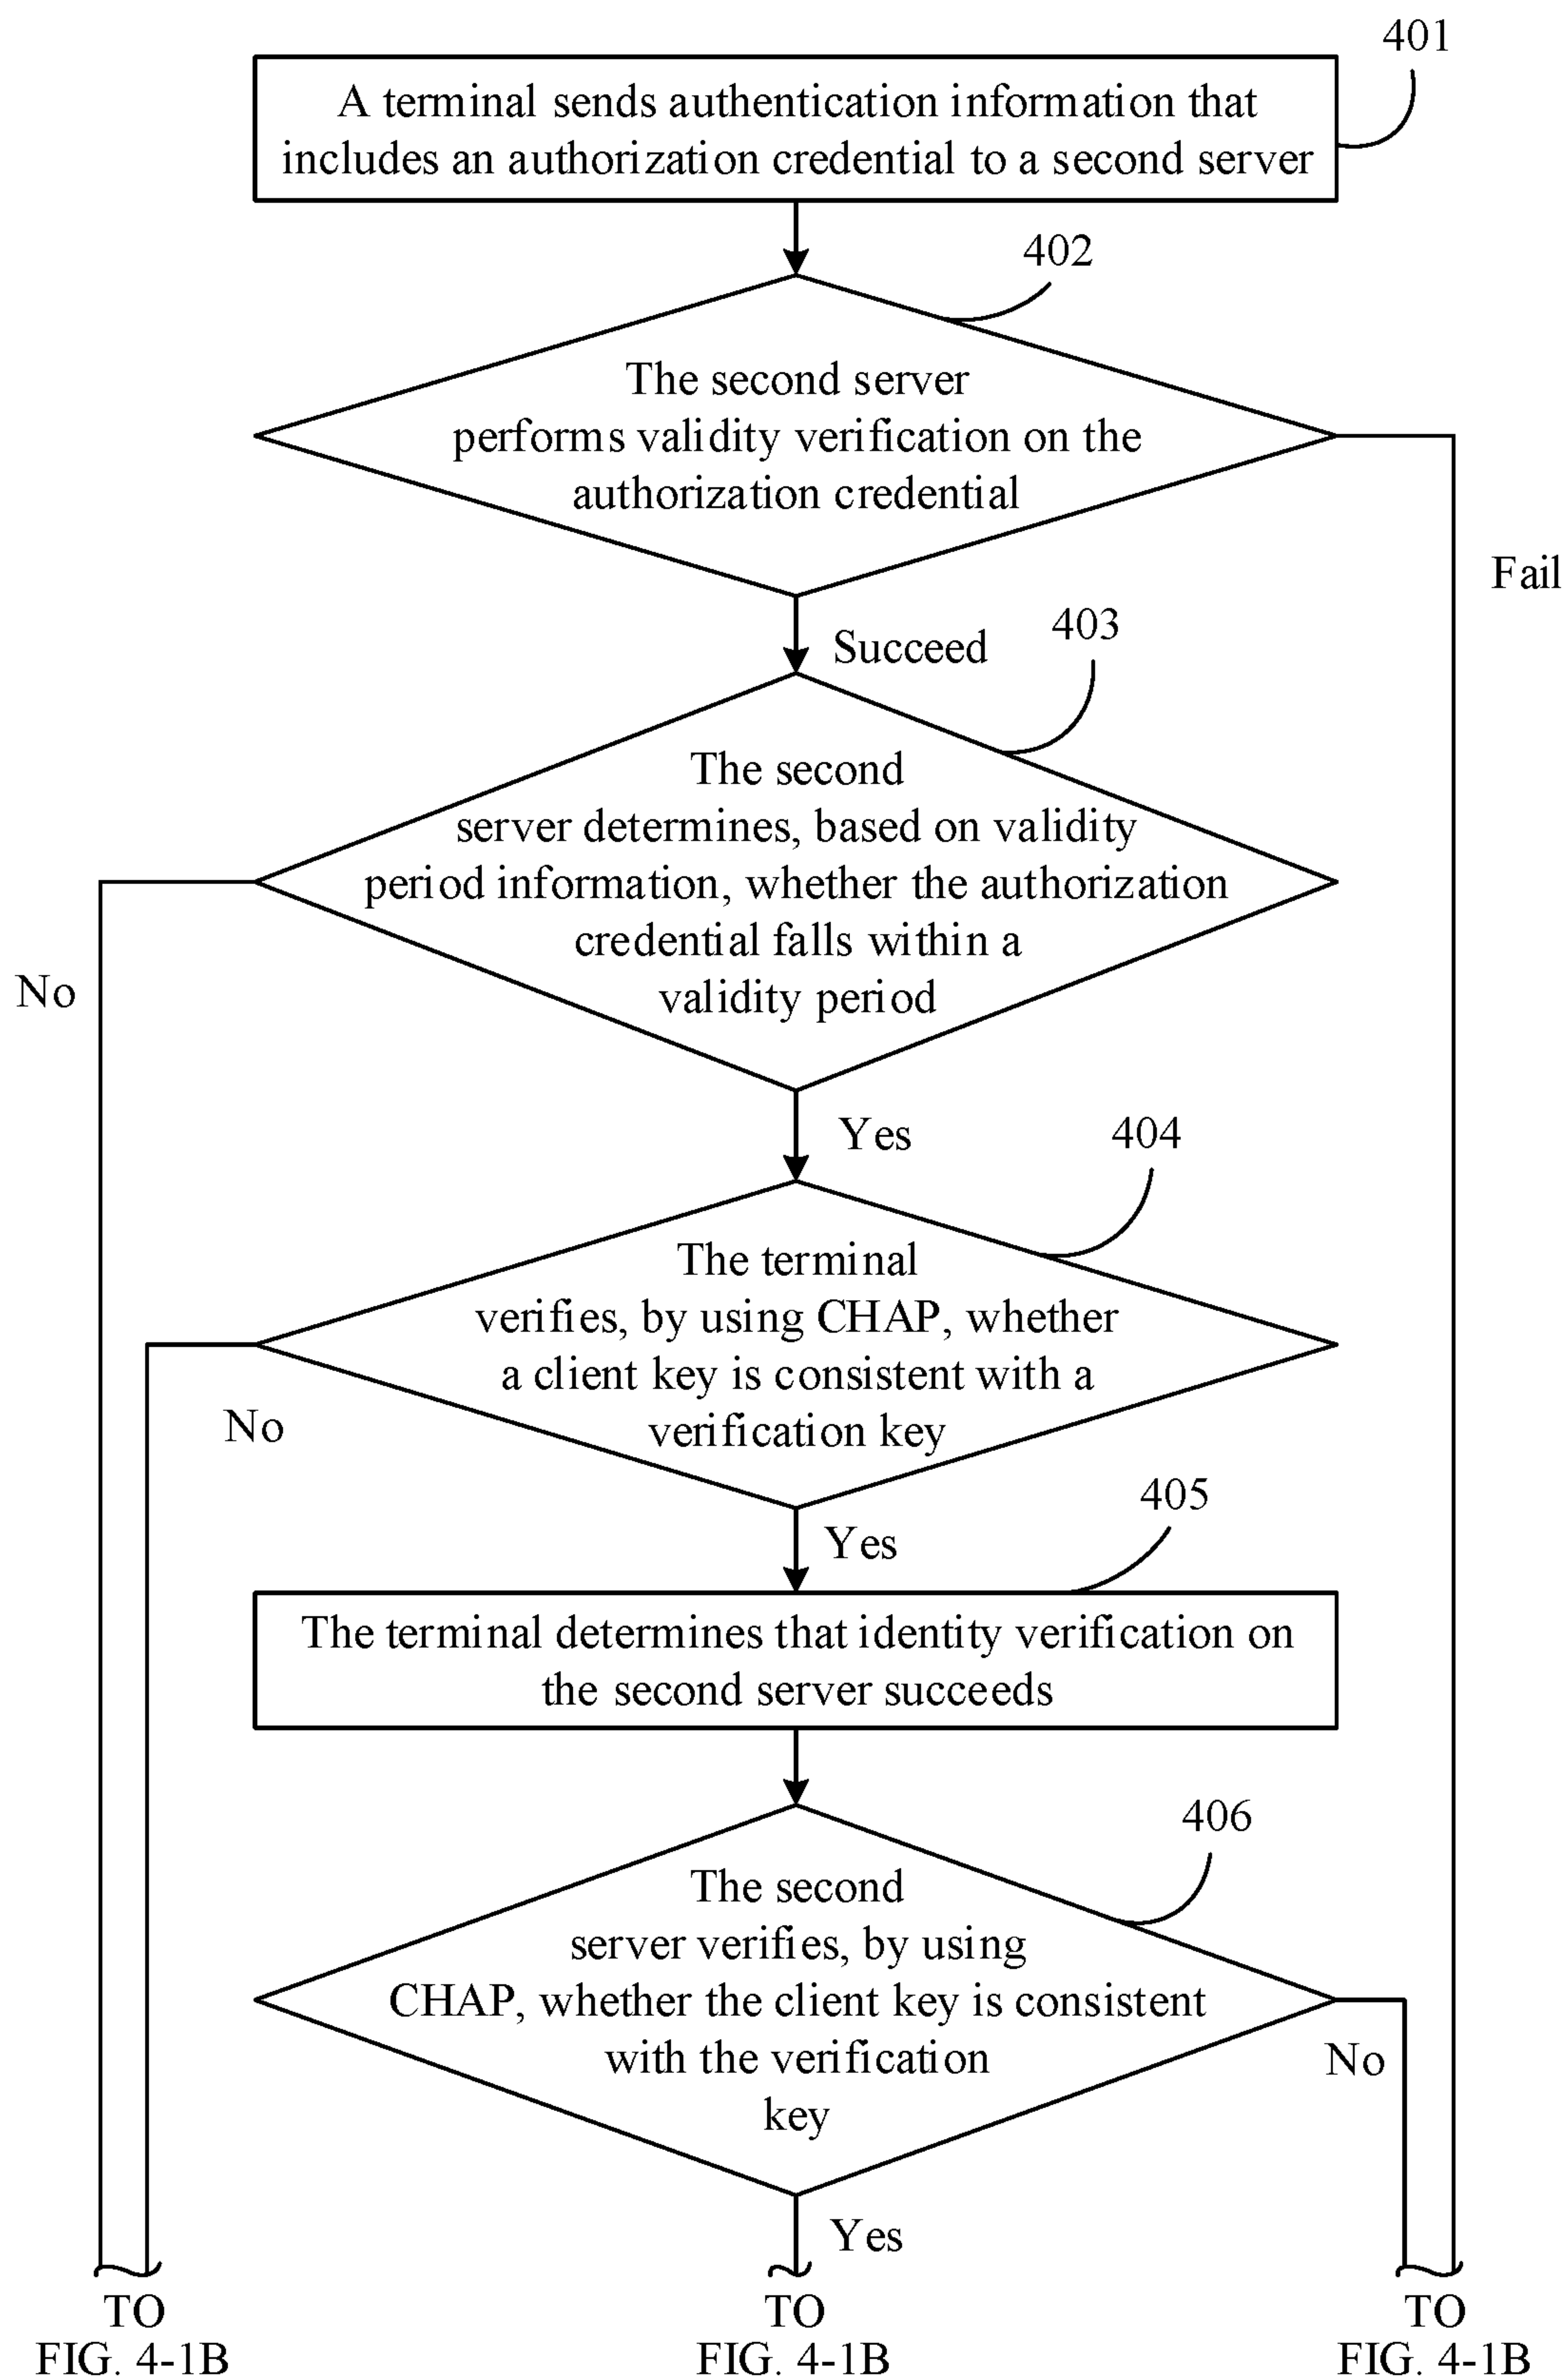 401
A terminal sends authentication information that
includes an authorization credential to a second server
402
The second server
performs validity verification on the
authorization credential
Fail
Succeed
403
The second
server determines, based on validity
period information, whether the authorization
credential falls within a
validity period
No
Yes
404
The terminal
verifies, by using CHAP, whether
a client key is consistent with a
verification key
No
405
Yes
The terminal determines that identity verification on
the second server succeeds
406
The second
server verifies, by using
CHAP, whether the client key is consistent
with the verification
key
No
Yes
TO
FIG. 4-1B
TO
FIG. 4-1B
TO
FIG. 4-1B